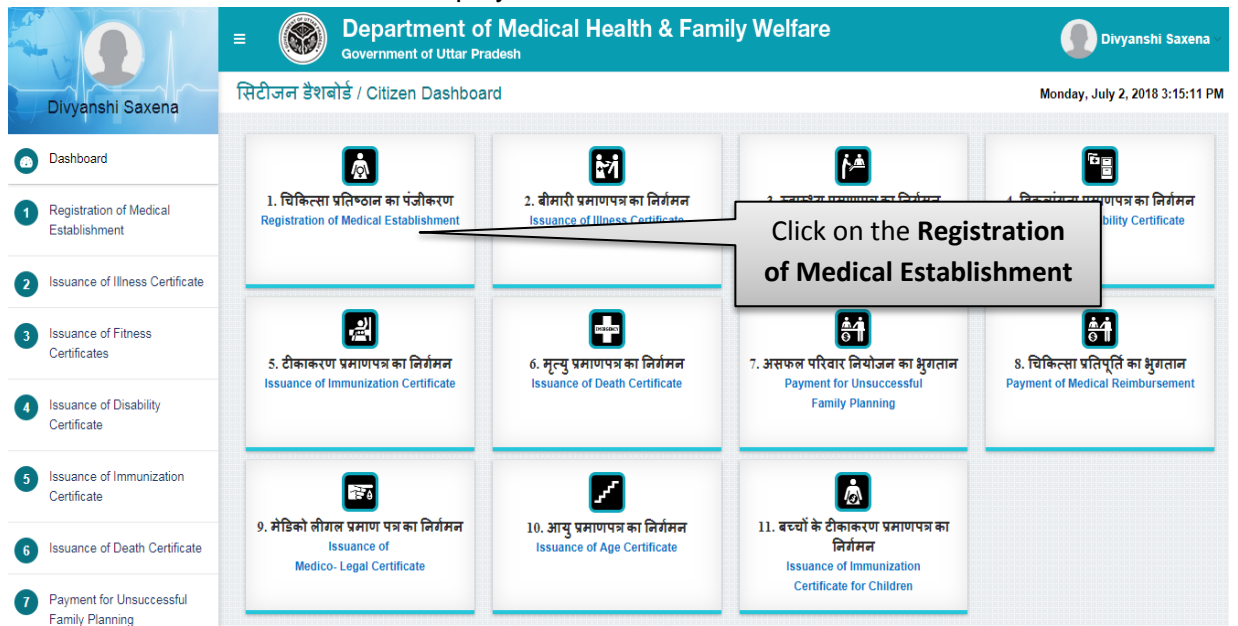 Department of Medical Health & Family Welfare
Government of Uttar Pradesh
Divyanshi Saxena
Divyanshi Saxena
सिटीजन डैशबोर्ड / Citizen Dashboard
Monday, July 2, 2018 3:15:11 PM
Dashboard
1 Registration of Medical
Establishment
2 Issuance of Illness Certificate
3 Issuance of Fitness
Certificates
4 Issuance of Disability
Certificate
5 Issuance of Immunization
Certificate
6 Issuance of Death Certificate
7 Payment for Unsuccessful
Family Planning
1. चिकित्सा प्रतिष्ठान का पंजीकरण
Registration of Medical Establishment
2. बीमारी प्रमाणपत्र का निर्गमन
Issuance of Illness Certificate
प्रमाणपत्र का निर्गमन
प्रमाणपत्र का निर्गमन
bility Certificate
Click on the Registration
of Medical Establishment
5. टीकाकरण प्रमाणपत्र का निर्गमन
Issuance of Immunization Certificate
EMERGENCY
6. मृत्यु प्रमाणपत्र का निर्गमन
Issuance of Death Certificate
7. असफल परिवार नियोजन का भुगतान
Payment for Unsuccessful
Family Planning
8. चिकित्सा प्रतिपूर्ति का भुगतान
Payment of Medical Reimbursement
9. मेडिको लीगल प्रमाण पत्र का निर्गमन
Issuance of
Medico- Legal Certificate
10. आयु प्रमाणपत्र का निर्गमन
Issuance of Age Certificate
11. बच्चों के टीकाकरण प्रमाणपत्र का
निर्गमन
Issuance of Immunization
Certificate for Children